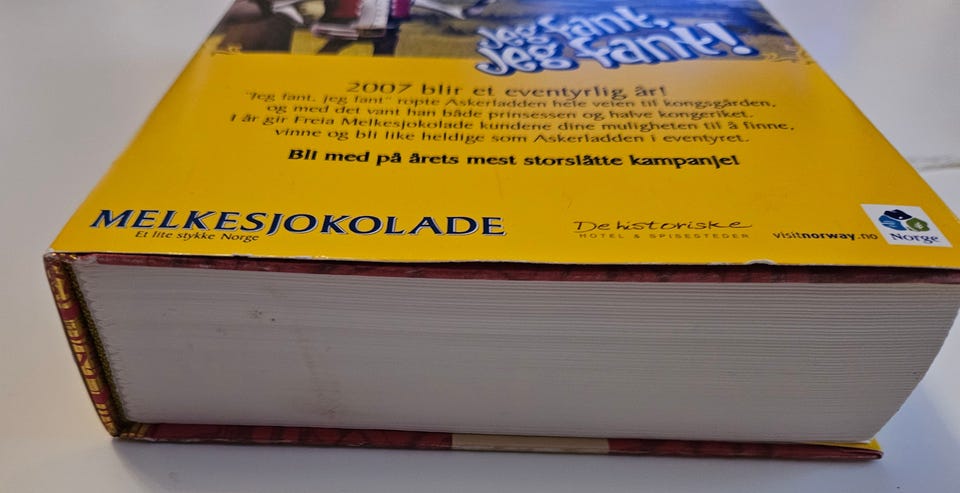 Jeg fant,
jeg fant!
2007 blir et eventyrlig år!
"Jeg fant, jeg fant" ropte Askerladden hele veien til kongsgården,
og med det vant han både prinsessen og halve kongeriket.
I år gir Freia Melkesjokolade kundene dine muligheten til å finne,
vinne og bli like heldige som Askerladden i eventyret.
Bli med på årets mest storslåtte kampanje!
MELKESJOKOLADE
Et lite stykke Norge
De historiske
HOTEL & SPISESTEDER
visitnorway.no
Norge